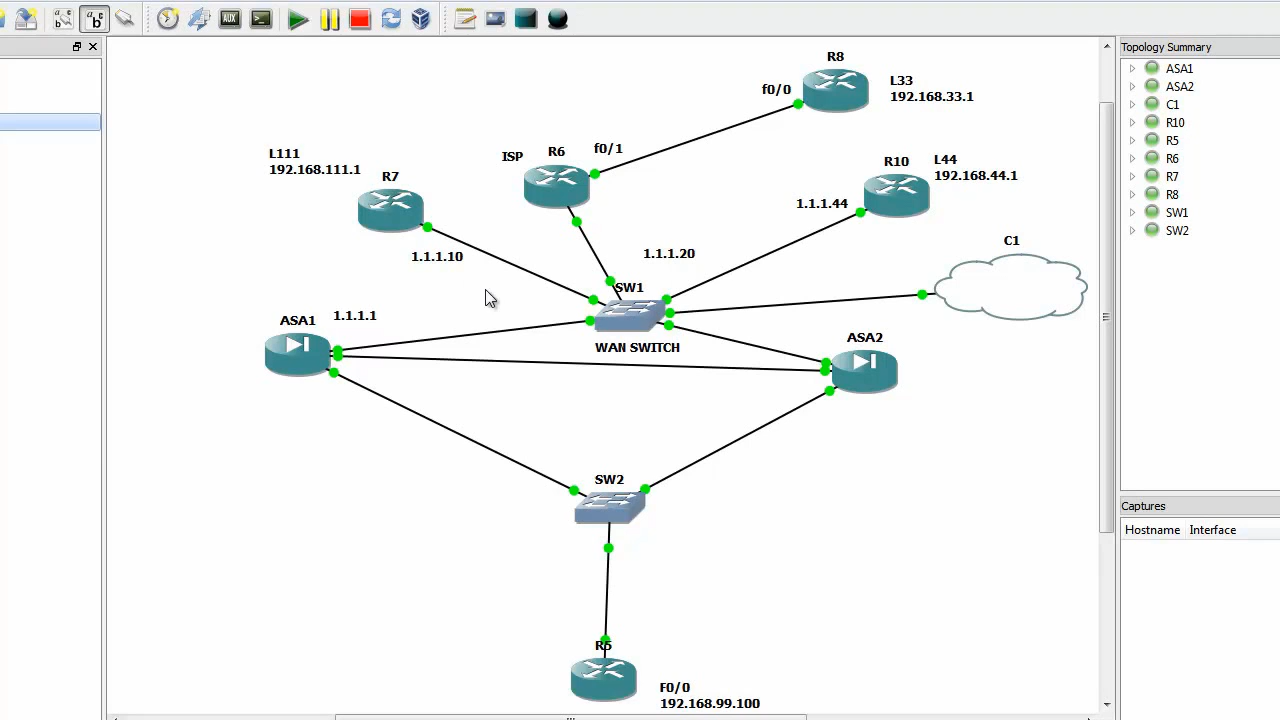 AUX
Topology Summary
ASA1
ASA2
C1
R10
R5
R6
R7
R8
SW1
SW2
Captures
Hostname Interface
R8
f0/0
L33
192.168.33.1
ISP
R6
f0/1
L111
192.168.111.1
R7
R10
L44
192.168.44.1
1.1.1.44
1.1.1.10
1.1.1.20
C1
SW1
ASA1
1.1.1.1
WAN SWITCH
ASA2
SW2
R5
F0/0
192.168.99.100